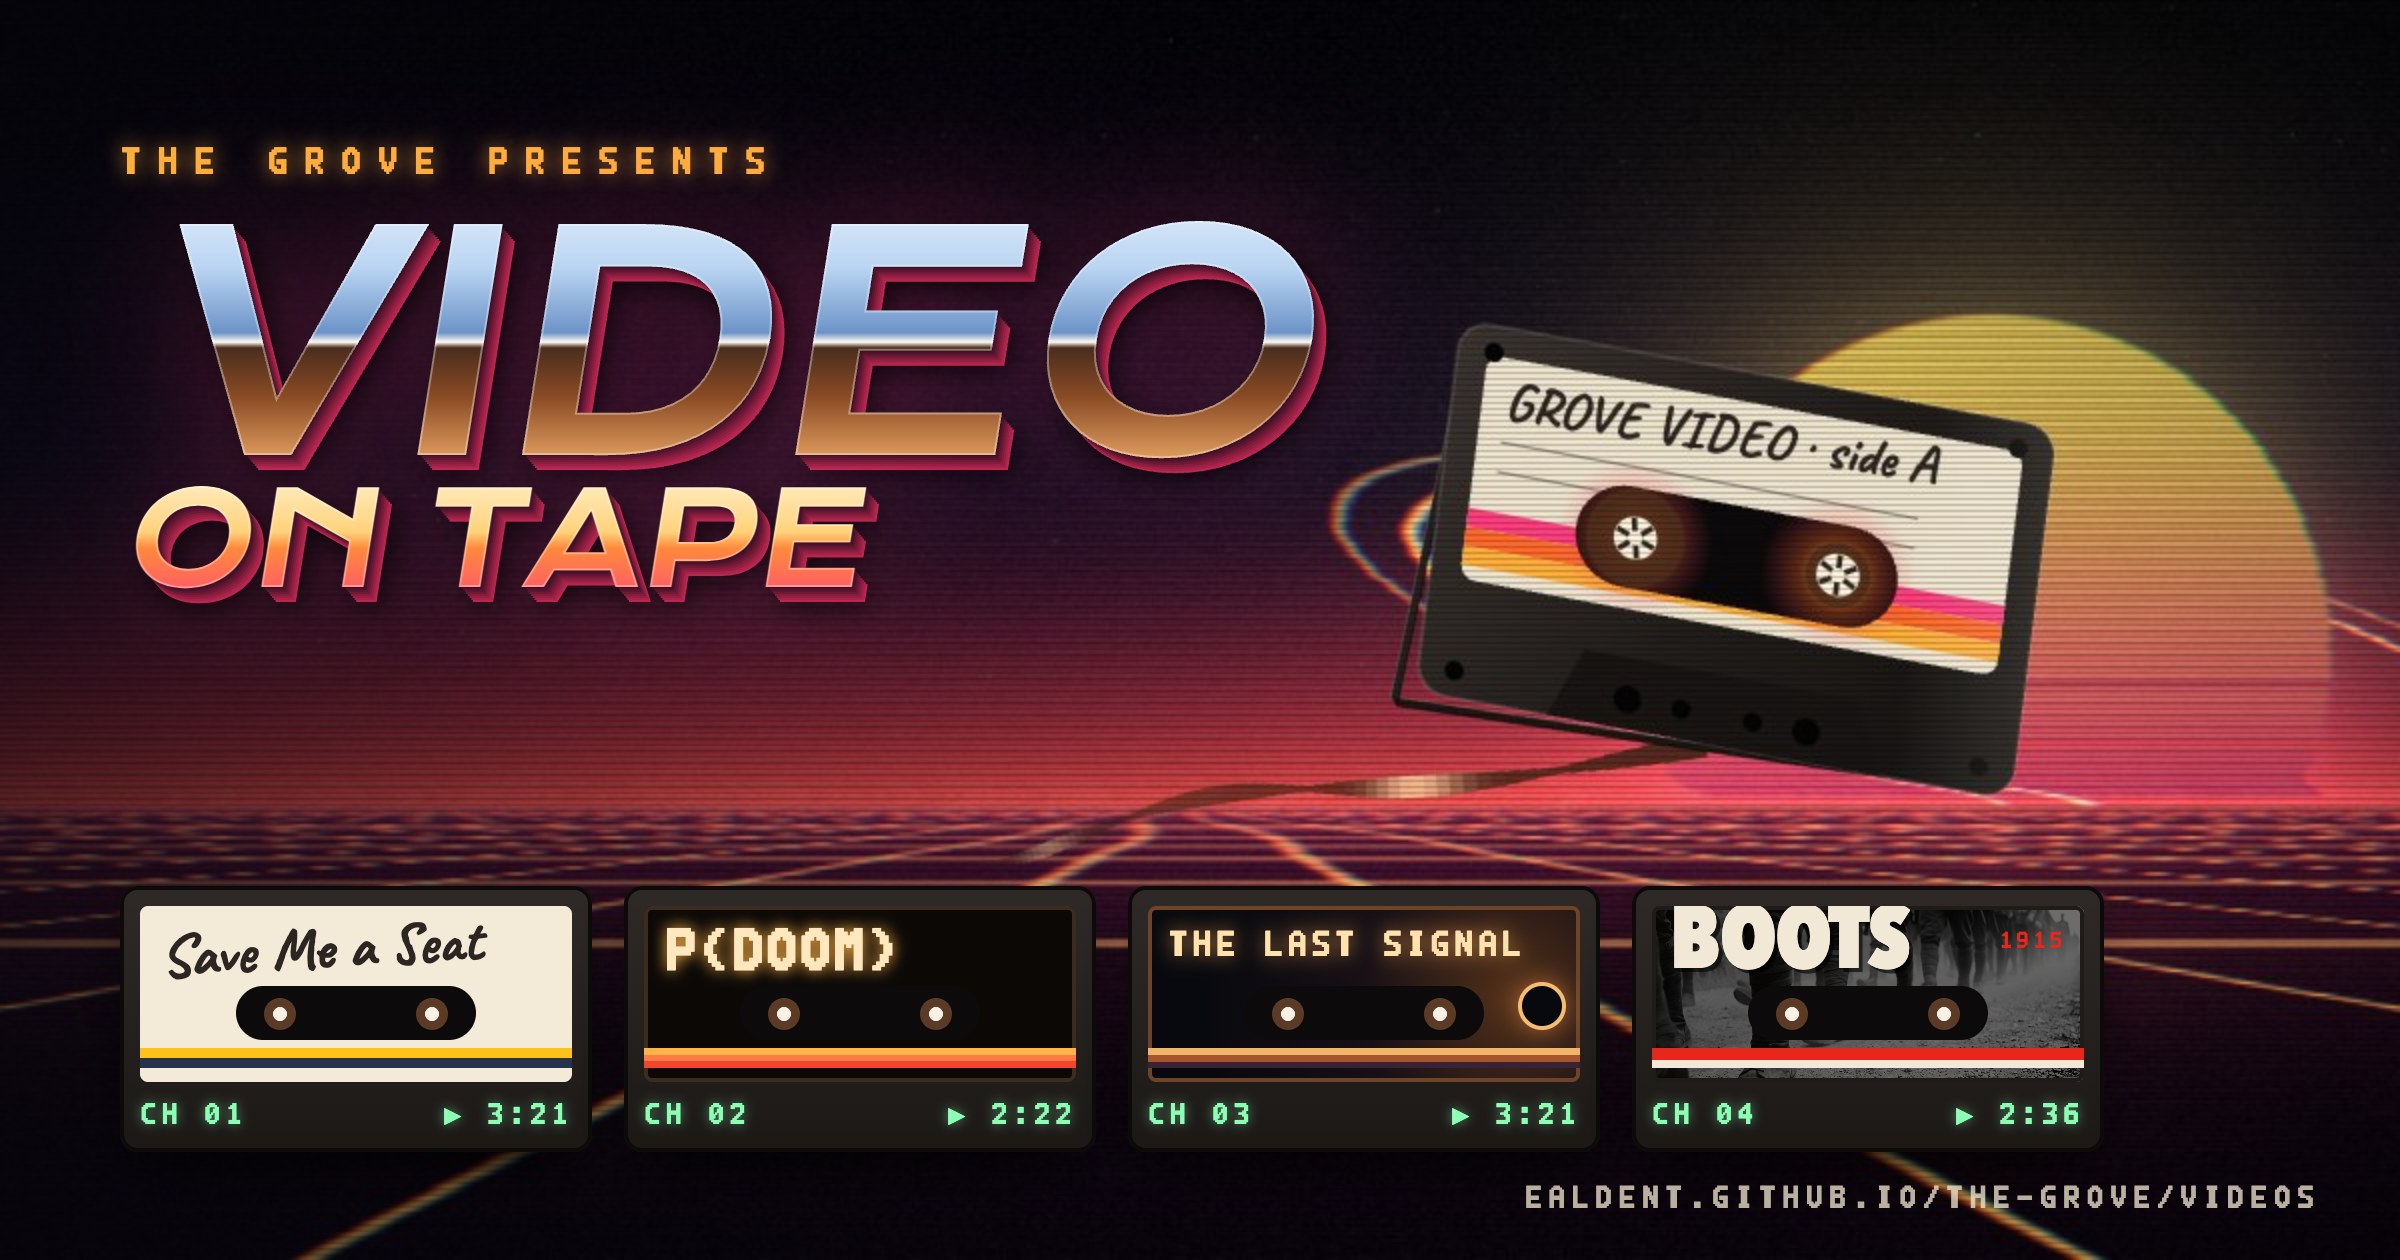 THE GROVE PRESENTS
VIDEO
ON TAPE
GROVE VIDEO · side A
Save Me a Seat
P(DOOM)
THE LAST SIGNAL
BOOTS
1915
CH 01 ▶ 3:21
CH 02 ▶ 2:22
CH 03 ▶ 3:21
CH 04 ▶ 2:36
EALDENT.GITHUB.IO/THE-GROVE/VIDEOS